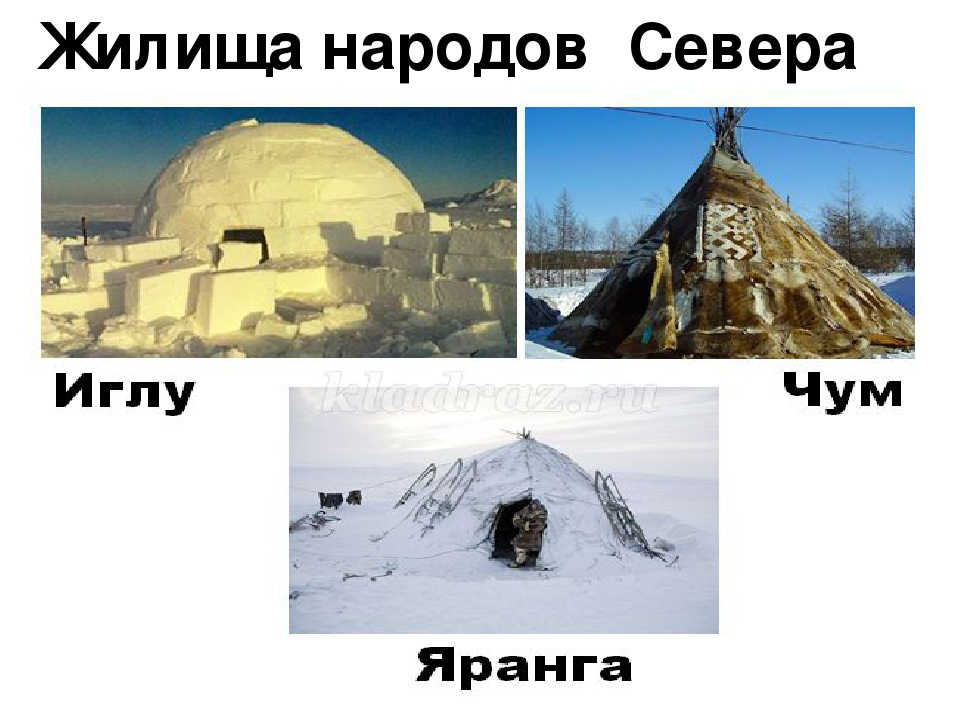 Жилища народов Севера
Иглу
Чум
kladraz.ru
Яранга